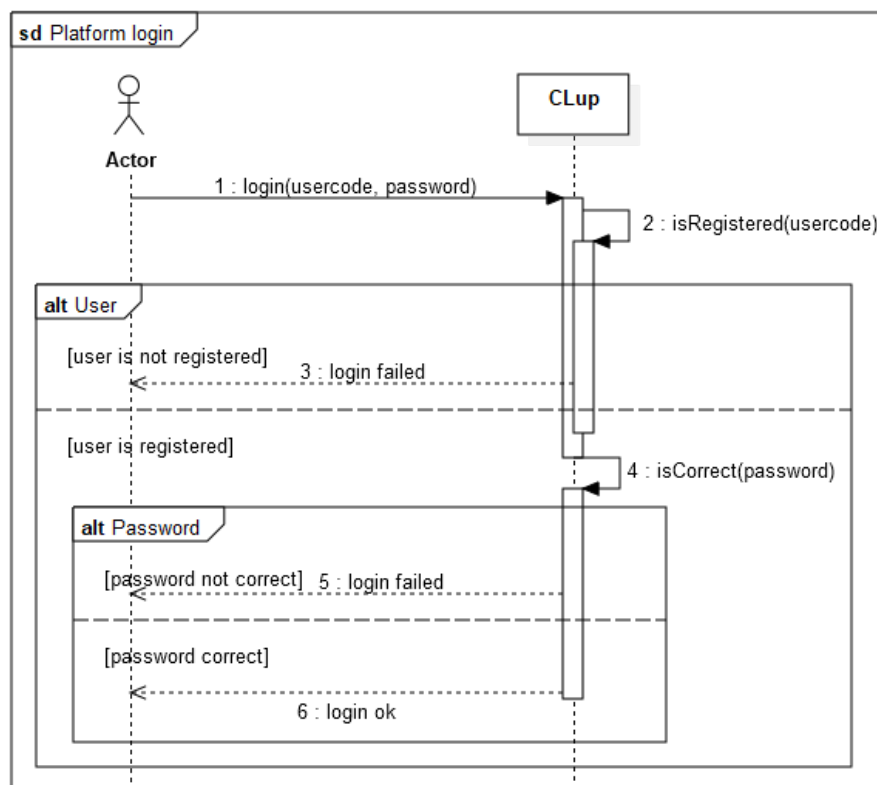 sd Platform login
CLup
Actor
1 : login(usercode, password)
2 : isRegistered(usercode)
alt User
[user is not registered]
3 : login failed
[user is registered]
4 : isCorrect(password)
alt Password
[password not correct]
5 : login failed
[password correct]
6 : login ok